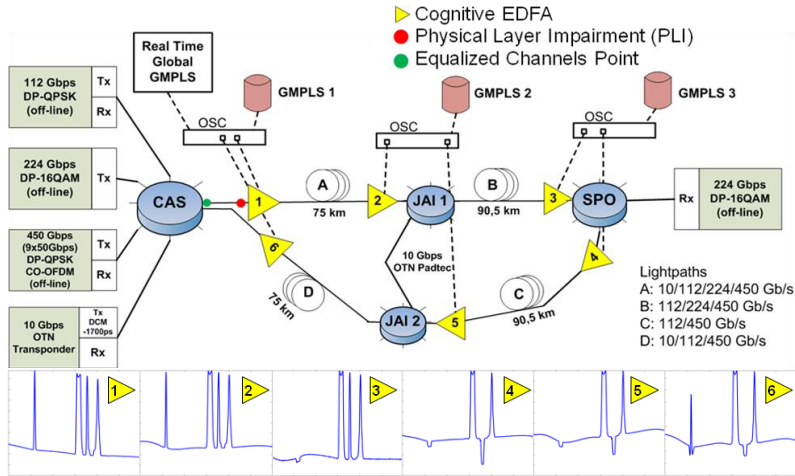 Cognitive EDFA
Physical Layer Impairment (PLI)
Equalized Channels Point
Real Time
Global
GMPLS
GMPLS 1
GMPLS 2
GMPLS 3
OSC
OSC
OSC
112 Gbps
DP-QPSK
(off-line)
Tx
Rx
224 Gbps
DP-16QAM
(off-line)
Tx
450 Gbps
(9x50Gbps)
DP-QPSK
CO-OFDM
(off-line)
Tx
Rx
10 Gbps
OTN
Transponder
Tx
DCM
-1700ps
Rx
CAS
1
A
75 km
2
JAI 1
B
90,5 km
3
SPO
Rx
224 Gbps
DP-16QAM
(off-line)
6
D
75 km
10 Gbps
OTN Padtec
JAI 2
5
C
90,5 km
4
Lightpaths
A: 10/112/224/450 Gb/s
B: 112/224/450 Gb/s
C: 112/450 Gb/s
D: 10/112/450 Gb/s
1
2
3
4
5
6